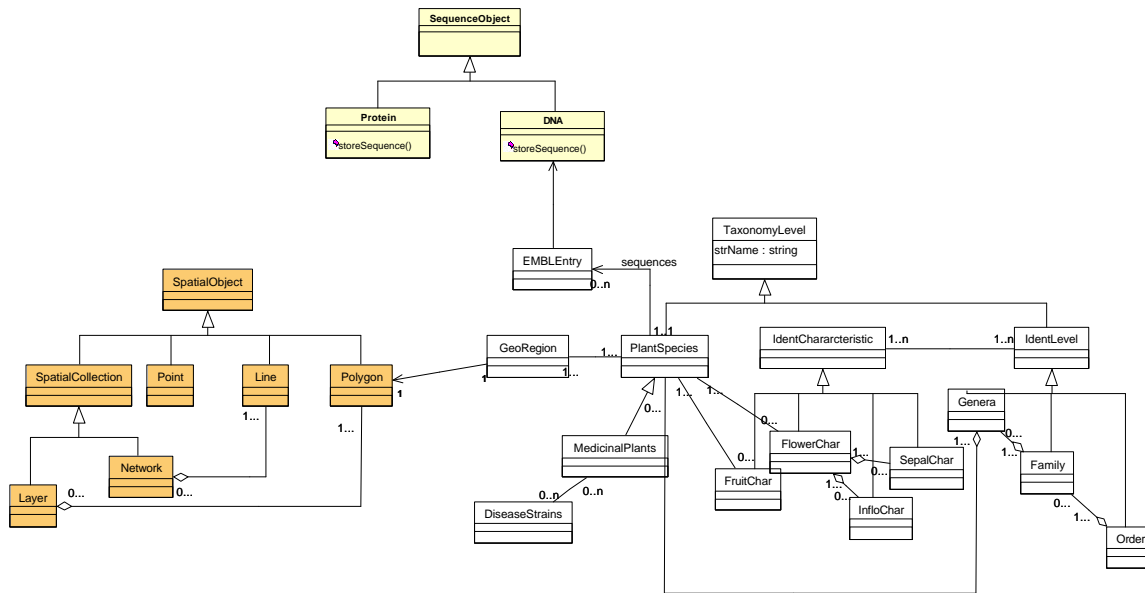 SequenceObject
Protein
storeSequence()
DNA
storeSequence()
TaxonomyLevel
strName : string
EMBLEntry
sequences
0..n
SpatialObject
1..1
GeoRegion
1...
PlantSpecies
IdentCharacteristic
1..n
0..n
IdentLevel
SpatialCollection
Point
Line
Polygon
1
1
1...
1...
1...
1...
1...
0...
0...
Genera
1...
0...
1...
MedicinalPlants
FlowerChar
1...
0...
SepalChar
Family
Network
0...
0...
FruitChar
1...
0...
InfloChar
0...
1...
Layer
0...
0..n
0..n
DiseaseStrains
Order